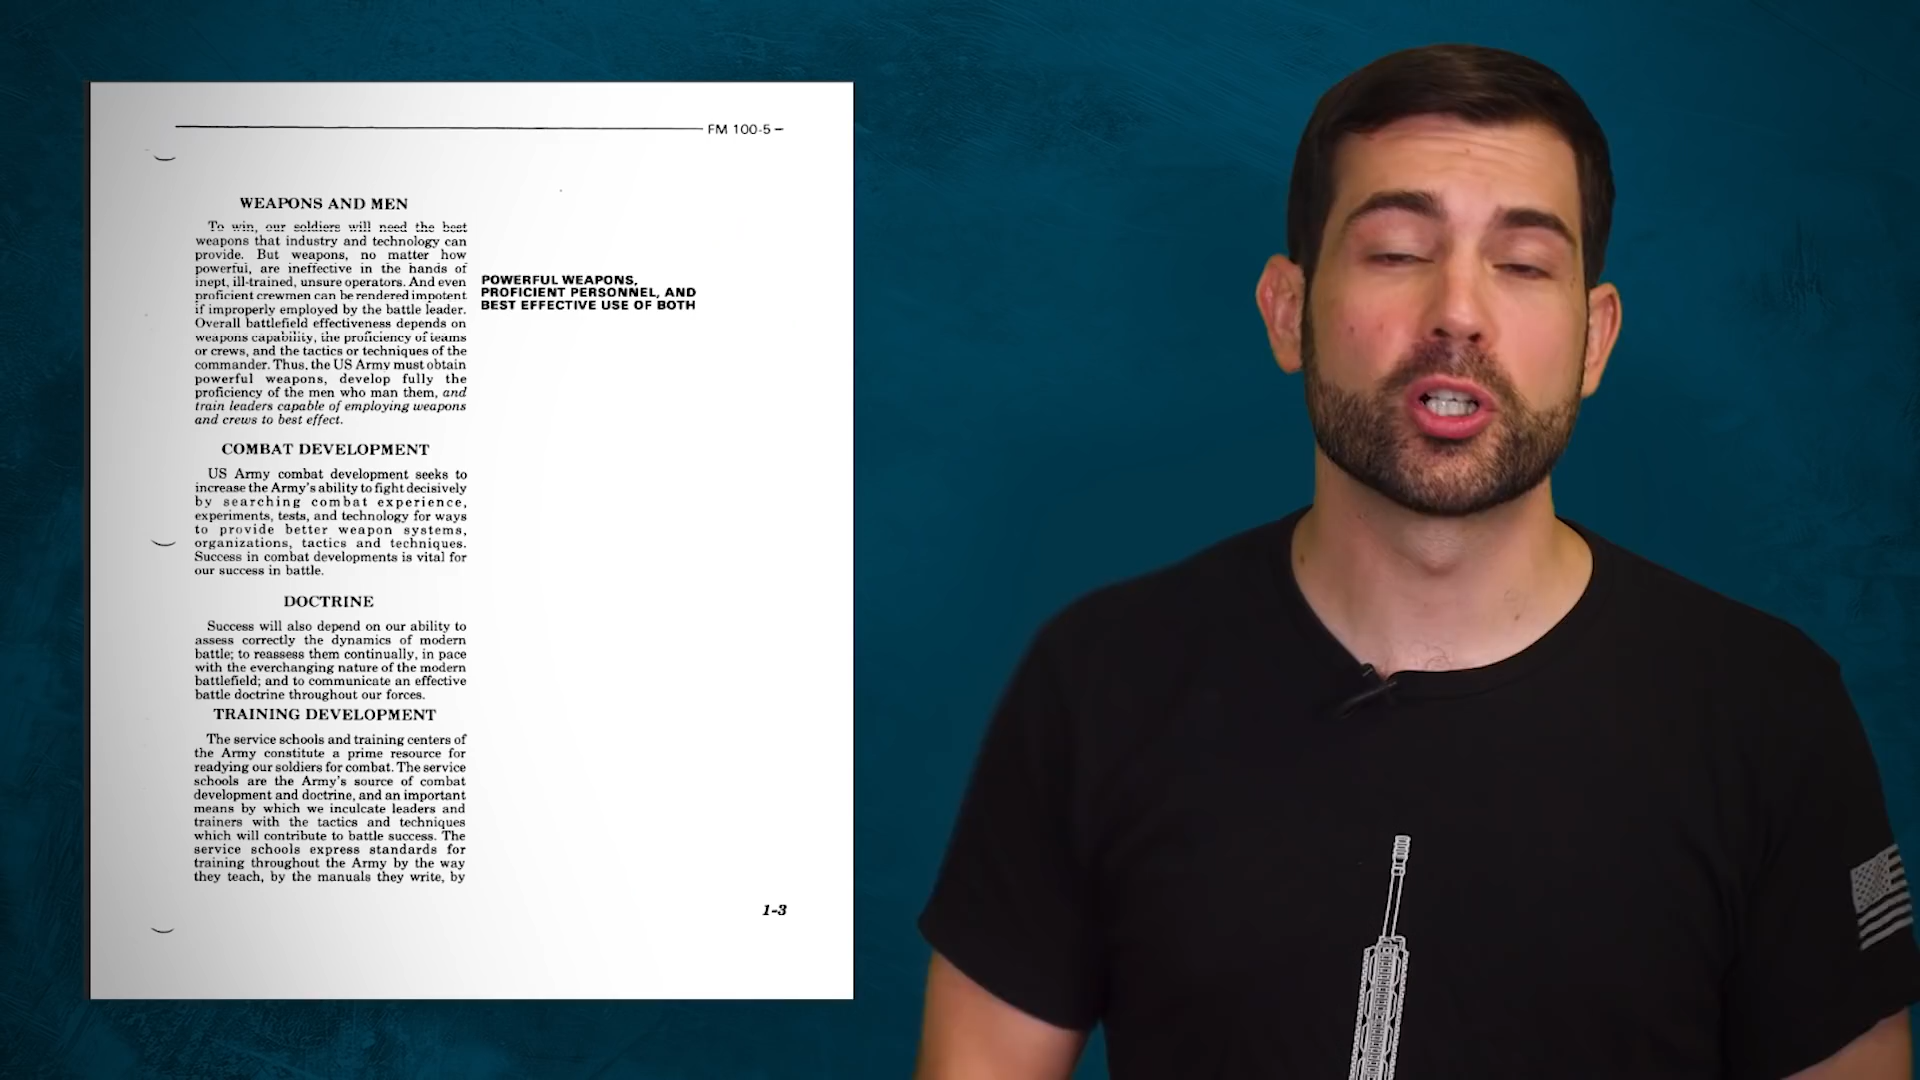 FM 100-5
WEAPONS AND MEN
To win, our soldiers will need the best
weapons that industry and technology can
provide. But weapons, no matter how
powerful, are ineffective in the hands of
inept, ill-trained, unsure operators. And even
proficient crewmen can be rendered impotent
if improperly employed by the battle leader.
Overall battlefield effectiveness depends on
weapons capability, the proficiency of teams
or crews, and the tactics or techniques of the
commander. Thus, the US Army must obtain
powerful weapons, develop fully the
proficiency of the men who man them, and
train leaders capable of employing weapons
and crews to best effect.
POWERFUL WEAPONS,
PROFICIENT PERSONNEL, AND
BEST EFFECTIVE USE OF BOTH
COMBAT DEVELOPMENT
US Army combat development seeks to
increase the Army's ability to fight decisively
by searching combat experience,
experiments, tests, and technology for ways
to provide better weapon systems,
organizations, tactics and techniques.
Success in combat developments is vital for
our success in battle.
DOCTRINE
Success will also depend on our ability to
assess correctly the dynamics of modern
battle; to reassess them continually, in pace
with the everchanging nature of the modern
battlefield; and to communicate an effective
battle doctrine throughout our forces.
TRAINING DEVELOPMENT
The service schools and training centers of
the Army constitute a prime resource for
readying our soldiers for combat. The service
schools are the Army's source of combat
development and doctrine, and an important
means by which we inculcate leaders and
trainers with the tactics and techniques
which will contribute to battle success. The
service schools express standards for
training throughout the Army by the way
they teach, by the manuals they write, by
1-3